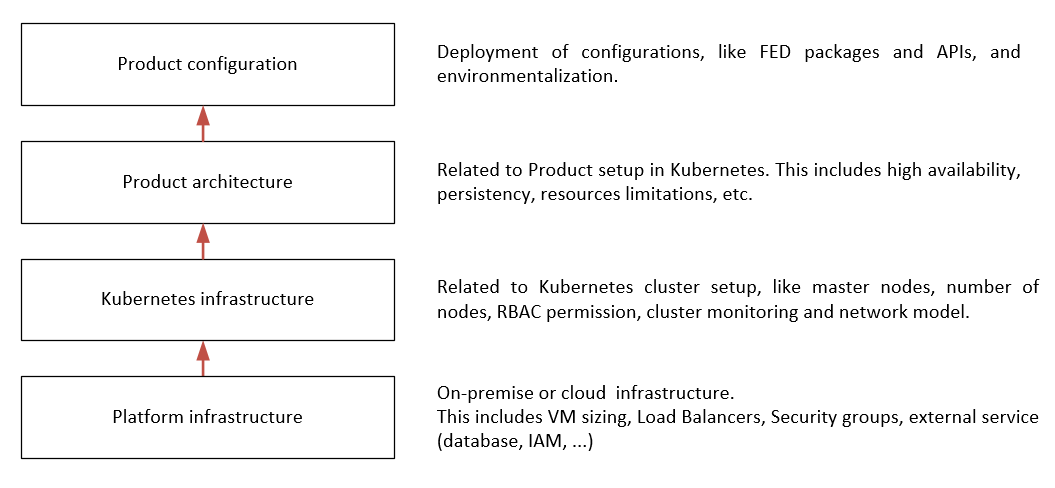 Product configuration
Deployment of configurations, like FED packages and APIs, and
environmentalization.
Product architecture
Related to Product setup in Kubernetes. This includes high availability,
persistency, resources limitations, etc.
Kubernetes infrastructure
Related to Kubernetes cluster setup, like master nodes, number of
nodes, RBAC permission, cluster monitoring and network model.
Platform infrastructure
On-premise or cloud  infrastructure.
This includes VM sizing, Load Balancers, Security groups, external service
(database, IAM, ...)